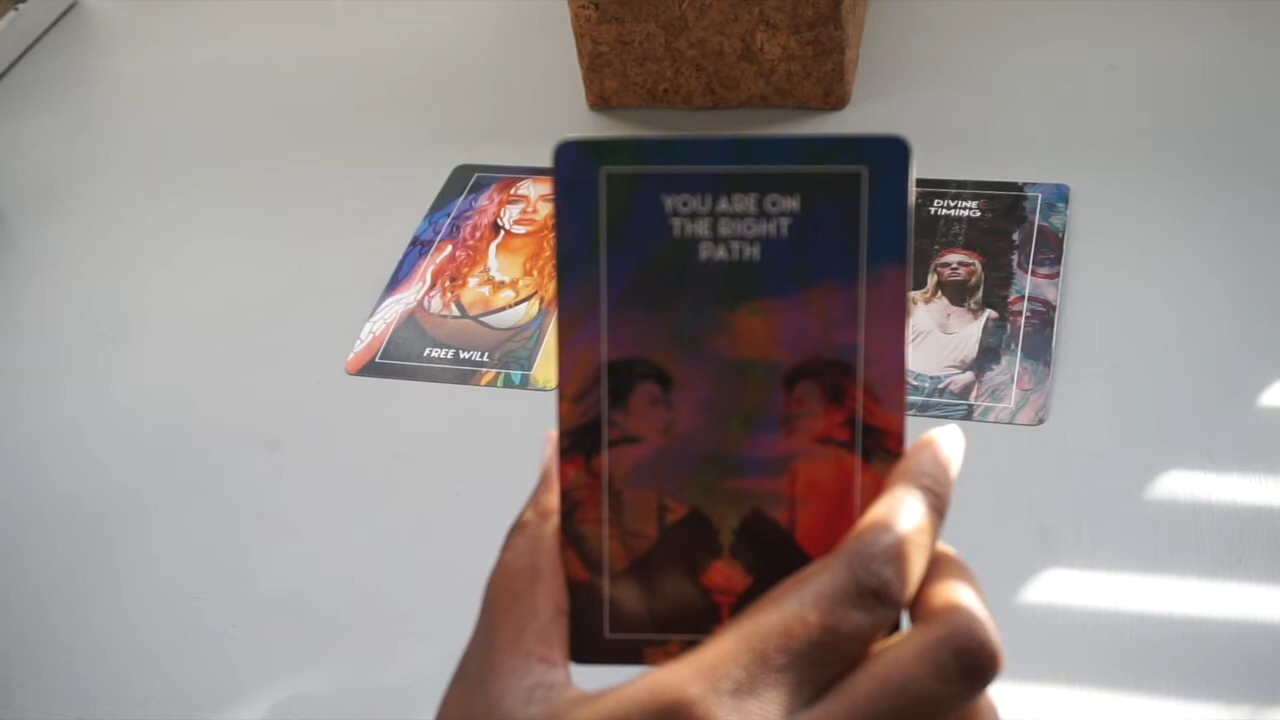 YOU ARE ON
THE RIGHT
PATH
FREE WILL
DIVINE
TIMING